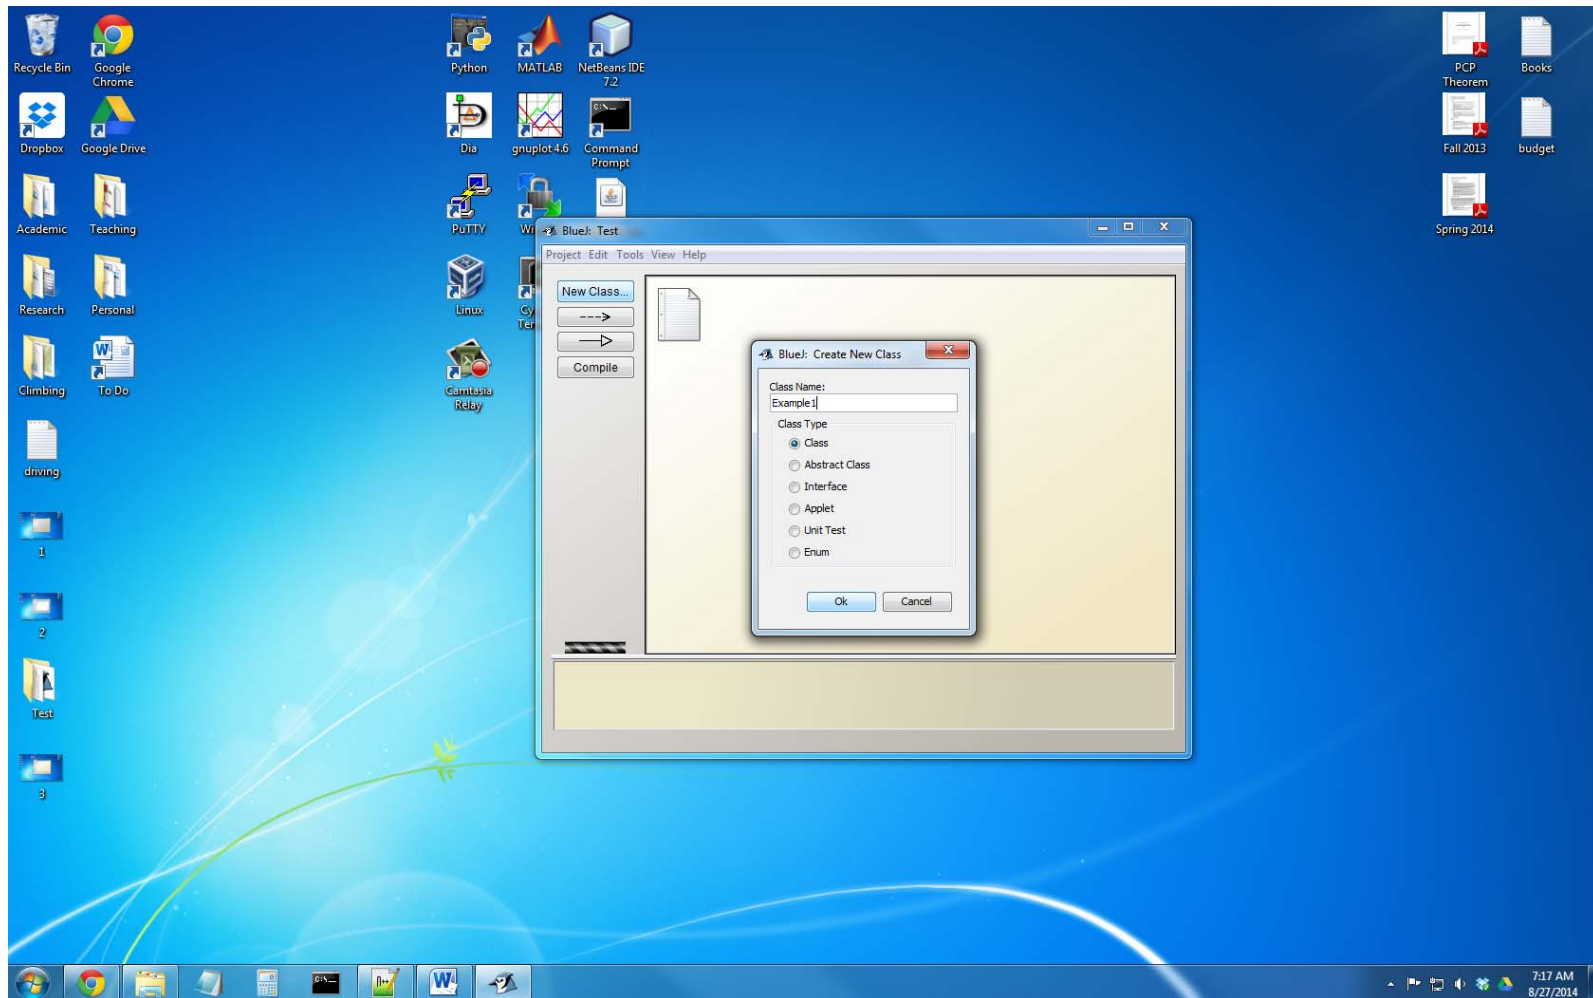 Recycle Bin
Google
Chrome
Python
MATLAB
NetBeans IDE
7.2
PCP
Theorem
Books
Dropbox
Google Drive
Dia
gnuplot 4.6
Command
Prompt
Fall 2013
budget
Academic
Teaching
PuTTY
Wi
Spring 2014
BlueJ: Test
Project Edit Tools View Help
New Class...
Compile
Research
Personal
Linux
Cy
Ter
Climbing
To Do
Camtasia
Relay
driving
1
2
Test
3
BlueJ: Create New Class
Class Name:
Example1
Class Type
Class
Abstract Class
Interface
Applet
Unit Test
Enum
Ok
Cancel
7:17 AM
8/27/2014